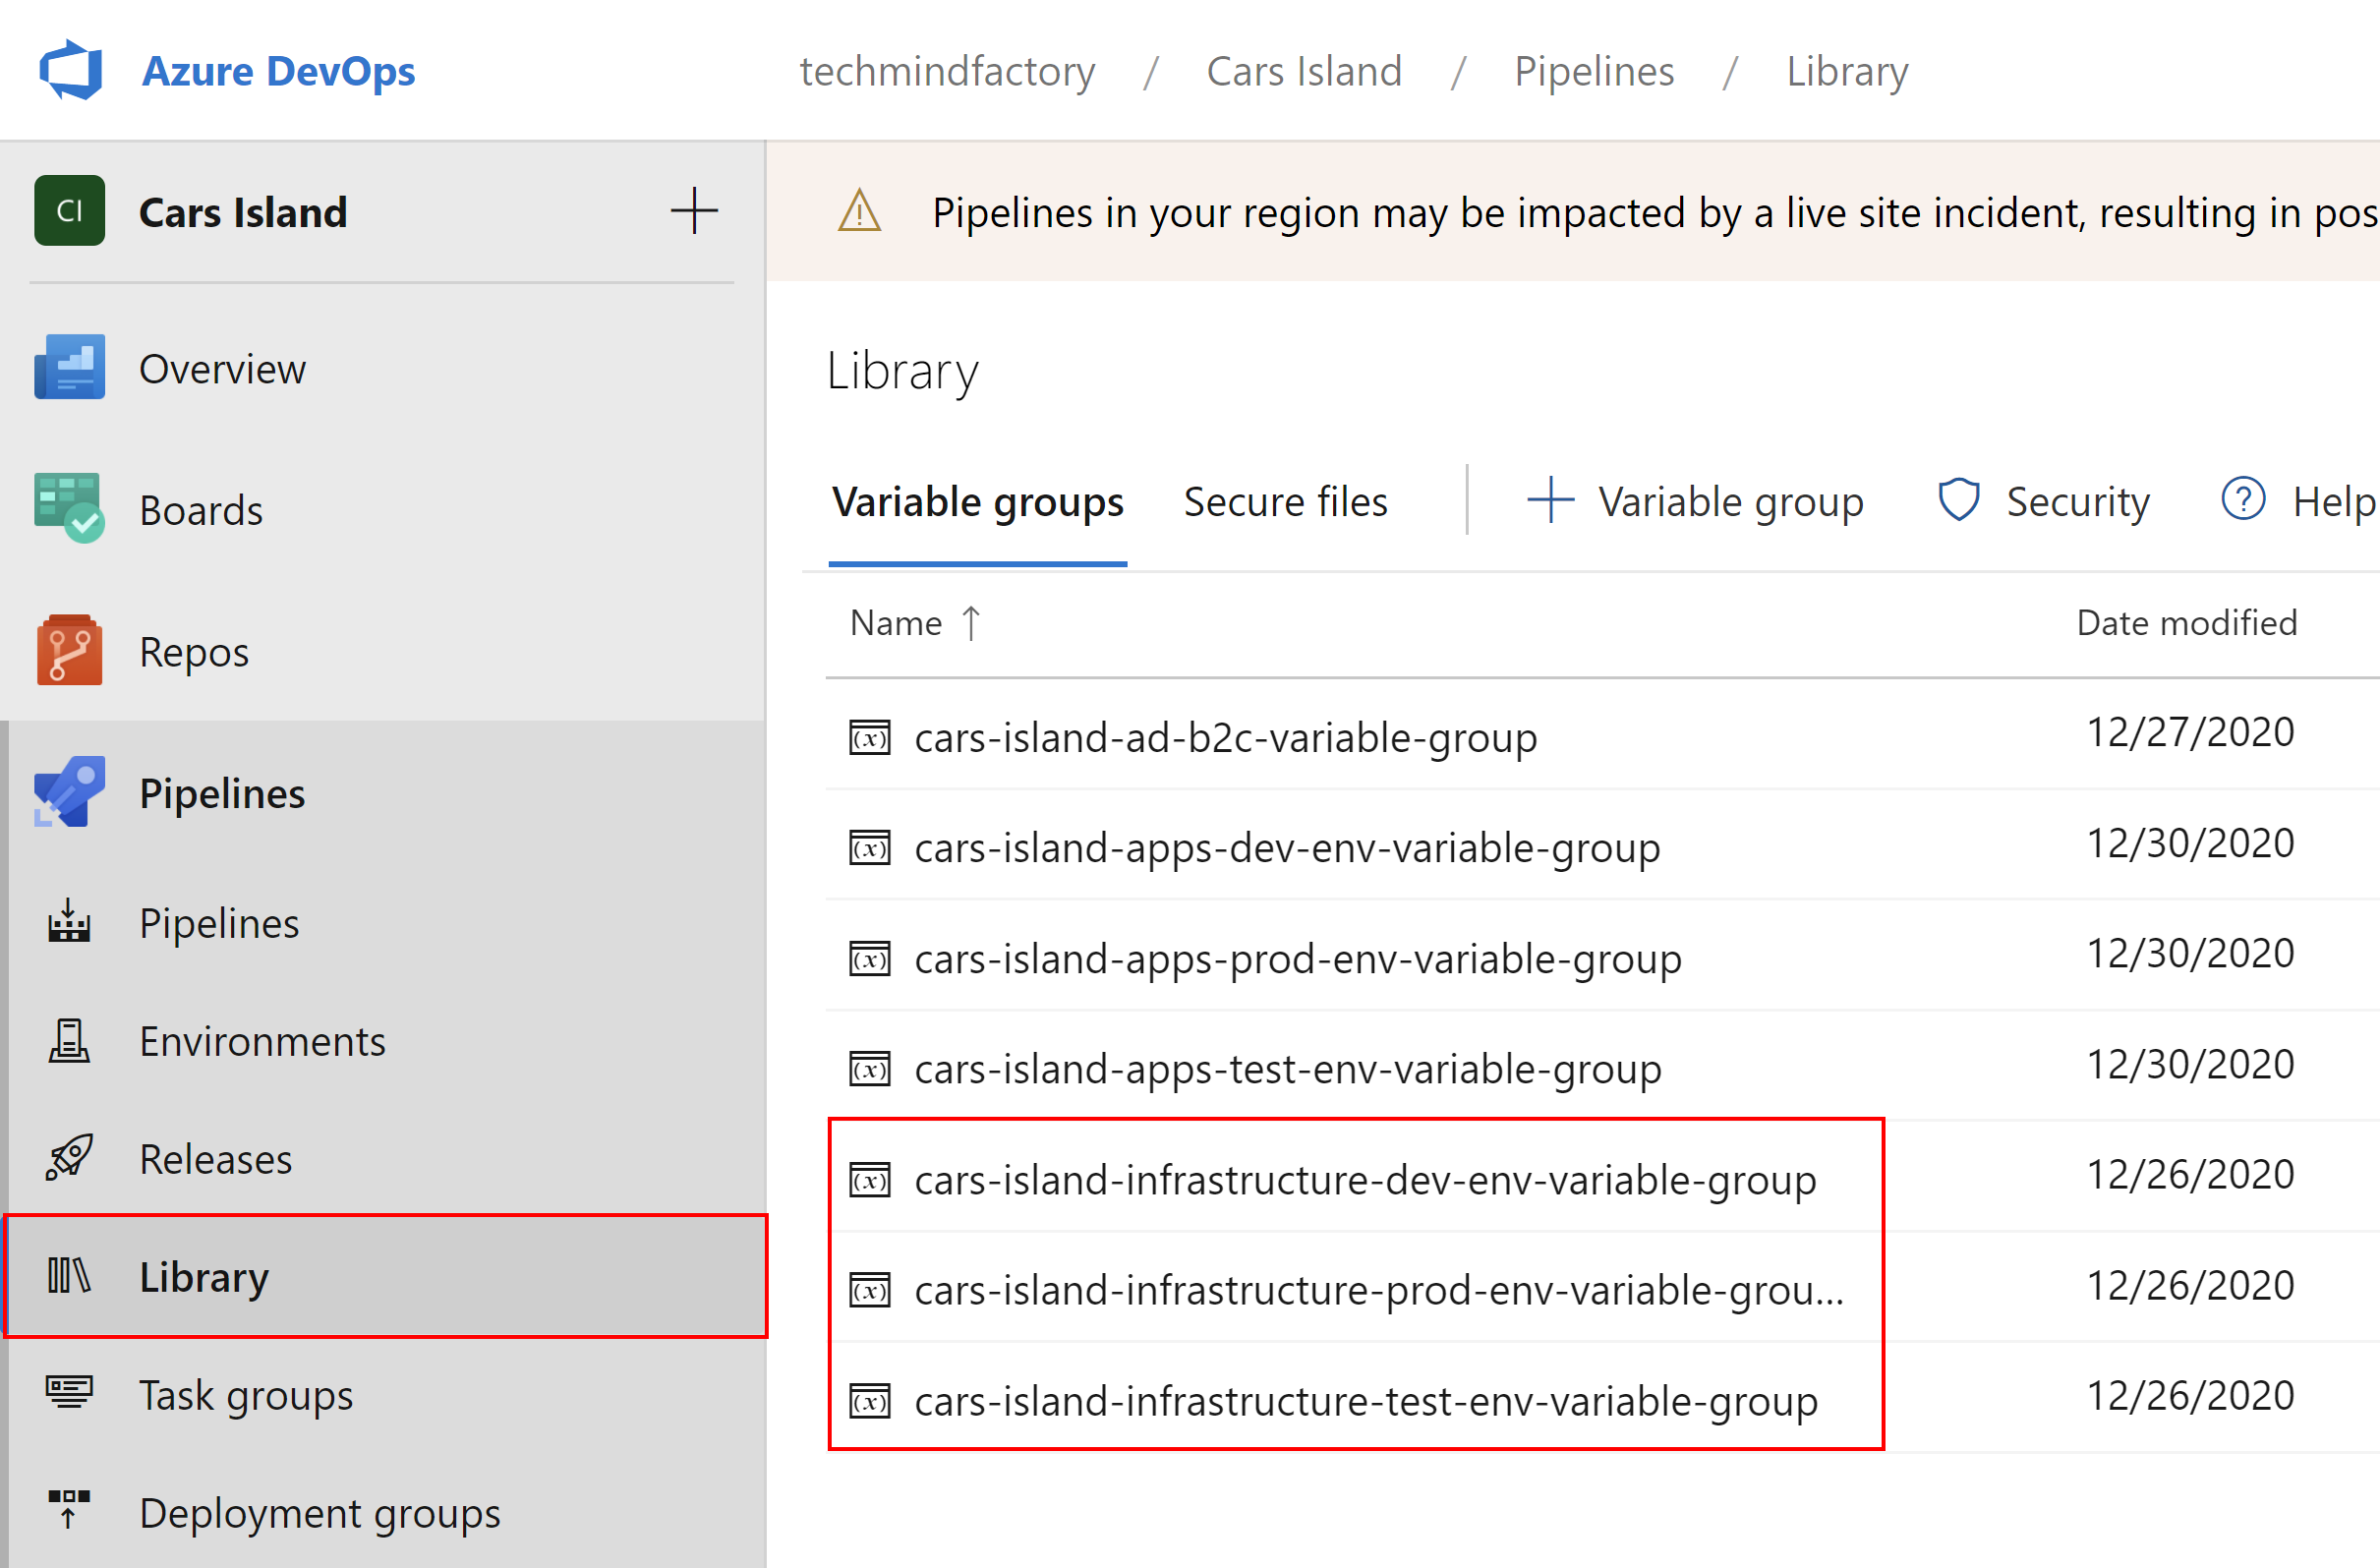 Azure DevOps
techmindfactory / Cars Island / Pipelines / Library
CI Cars Island
Pipelines in your region may be impacted by a live site incident, resulting in pos
Overview
Boards
Repos
Pipelines
Pipelines
Environments
Releases
Library
Task groups
Deployment groups
Library
Variable groups Secure files Variable group Security Help
Name ↑ Date modified
cars-island-ad-b2c-variable-group 12/27/2020
cars-island-apps-dev-env-variable-group 12/30/2020
cars-island-apps-prod-env-variable-group 12/30/2020
cars-island-apps-test-env-variable-group 12/30/2020
cars-island-infrastructure-dev-env-variable-group 12/26/2020
cars-island-infrastructure-prod-env-variable-grou... 12/26/2020
cars-island-infrastructure-test-env-variable-group 12/26/2020